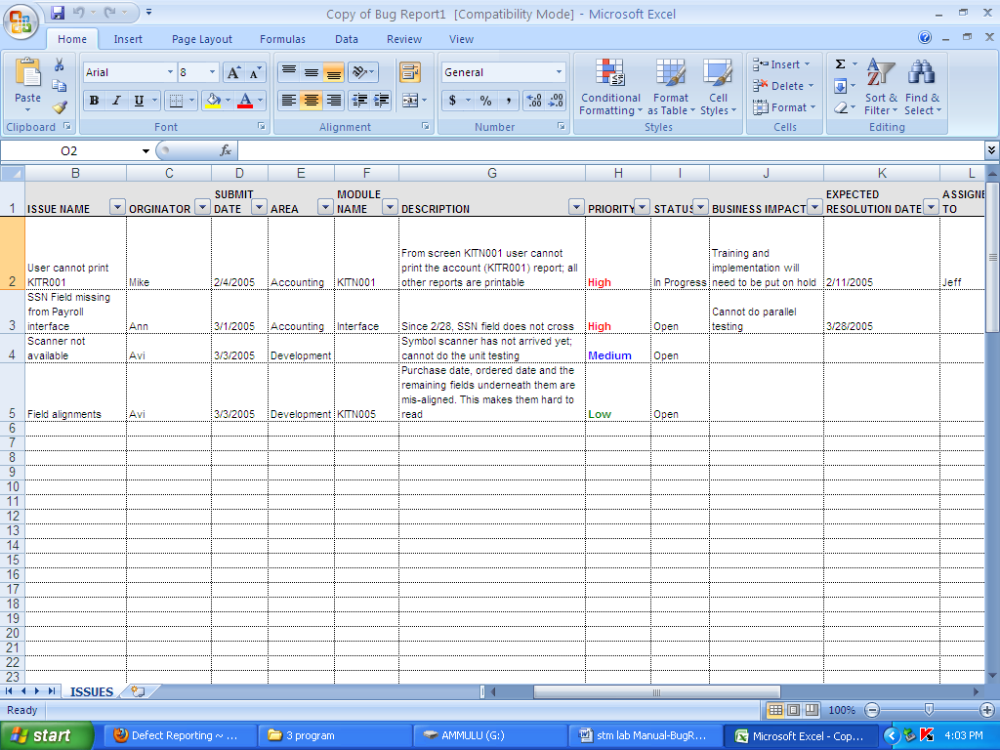 Copy of Bug Report1 [Compatibility Mode] - Microsoft Excel
Home Insert Page Layout Formulas Data Review View
Paste
Clipboard
Arial 8
B I U
Font
Alignment
General
$ % ,
Number
Conditional Formatting
Format as Table
Cell Styles
Styles
Insert
Delete
Format
Cells
Σ
Sort & Filter
Find & Select
Editing
O2 fx
B C D E F G H I J K L
1 ISSUE NAME ORGINATOR SUBMIT DATE AREA MODULE NAME DESCRIPTION PRIORITY STATUS BUSINESS IMPACT EXPECTED RESOLUTION DATE ASSIGNE TO
2 User cannot print KITR001 Mike 2/4/2005 Accounting KITN001 From screen KITN001 user cannot print the account (KITR001) report; all other reports are printable High In Progress Training and implementation will need to be put on hold 2/11/2005 Jeff
3 SSN Field missing from Payroll interface Ann 3/1/2005 Accounting Interface Since 2/28, SSN field does not cross High Open Cannot do parallel testing 3/28/2005
4 Scanner not available Avi 3/3/2005 Development Symbol scanner has not arrived yet; cannot do the unit testing Medium Open
5 Field alignments Avi 3/3/2005 Development KITN005 Purchase date, ordered date and the remaining fields underneath them are mis-aligned. This makes them hard to read Low Open
6
7
8
9
10
11
12
13
14
15
16
17
18
19
20
21
22
23
ISSUES
Ready 100%
start Defect Reporting ~ ... 3 program AMMULU (G:) stm lab Manual-BugR... Microsoft Excel - Cop... 4:03 PM